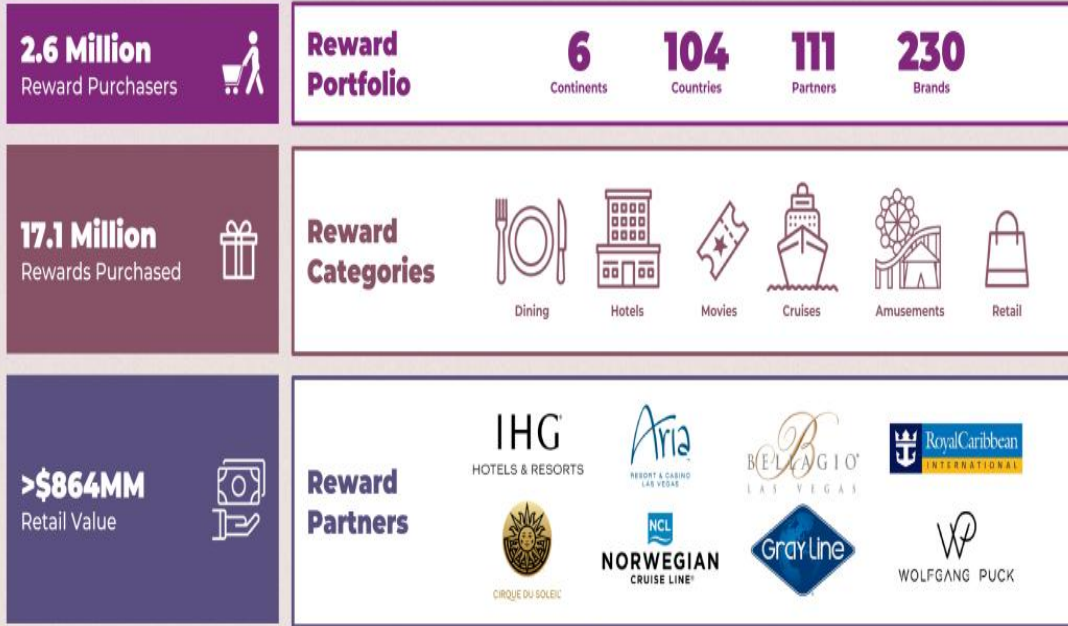 2.6 Million
Reward Purchasers
Reward
Portfolio
6
Continents
104
Countries
111
Partners
230
Brands
17.1 Million
Rewards Purchased
Reward
Categories
Dining
Hotels
Movies
Cruises
Amusements
Retail
>$864MM
Retail Value
Reward
Partners
IHG
HOTELS & RESORTS
Aria
RESORT & CASINO
LAS VEGAS
B
BELLAGIO®
LAS VEGAS
RoyalCaribbean
INTERNATIONAL
CIRQUE DU SOLEIL
NCL
NORWEGIAN
CRUISE LINE®
Gray Line
WP
WOLFGANG PUCK